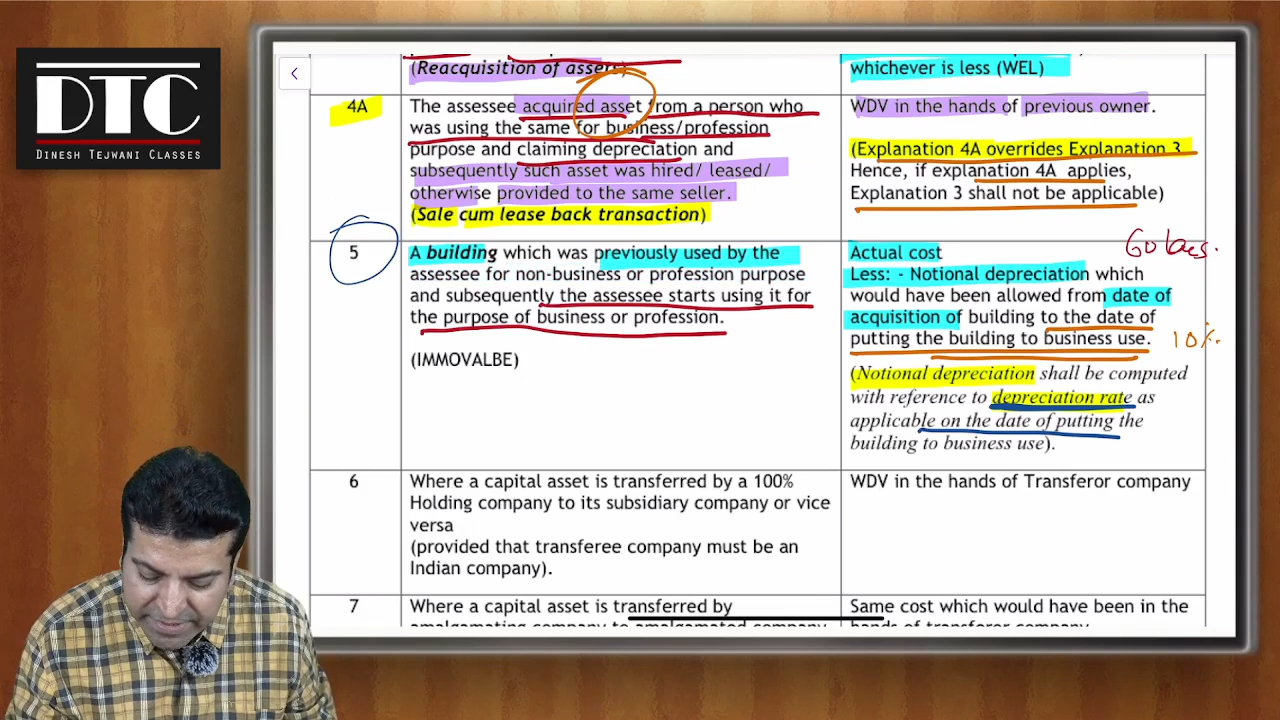 DTC
DINESH TEJWANI CLASSES
(Reacquisition of assets)
whichever is less (WEL)
4A
The assessee acquired asset from a person who
was using the same for business/profession
purpose and claiming depreciation and
subsequently such asset was hired/ leased/
otherwise provided to the same seller.
(Sale cum lease back transaction)
WDV in the hands of previous owner.
(Explanation 4A overrides Explanation 3
Hence, if explanation 4A applies,
Explanation 3 shall not be applicable)
5
A building which was previously used by the
assessee for non-business or profession purpose
and subsequently the assessee starts using it for
the purpose of business or profession.
(IMMOVALBE)
60 lacs.
Actual cost
Less: - Notional depreciation which
would have been allowed from date of
acquisition of building to the date of
putting the building to business use.
10%
(Notional depreciation shall be computed
with reference to depreciation rate as
applicable on the date of putting the
building to business use).
6
Where a capital asset is transferred by a 100%
Holding company to its subsidiary company or vice
versa
(provided that transferee company must be an
Indian company).
WDV in the hands of Transferor company
7
Where a capital asset is transferred by
amalgamating company to amalgamated company
Same cost which would have been in the
hands of transferor company